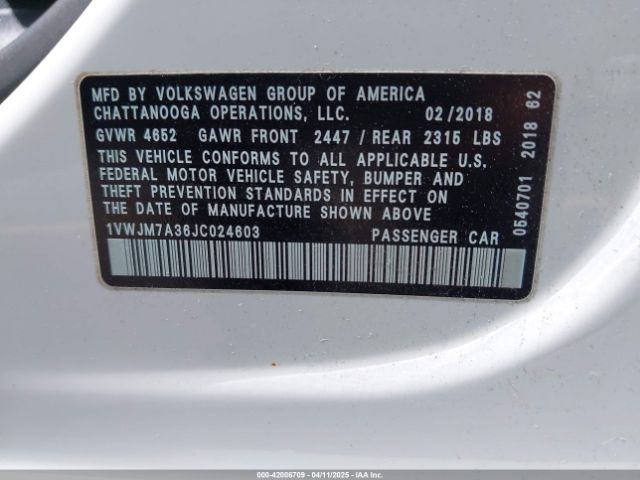 MFD BY VOLKSWAGEN GROUP OF AMERICA
CHATTANOOGA OPERATIONS, LLC. 02/2018
GVWR 4652 GAWR FRONT 2447 / REAR 2315 LBS
THIS VEHICLE CONFORMS TO ALL APPLICABLE U.S.
FEDERAL MOTOR VEHICLE SAFETY, BUMPER AND
THEFT PREVENTION STANDARDS IN EFFECT ON
THE DATE OF MANUFACTURE SHOWN ABOVE
1VWJM7A36JC024603 PASSENGER CAR
0540701 2018 62
000-42006709 - 04/11/2025 - IAAI.COM